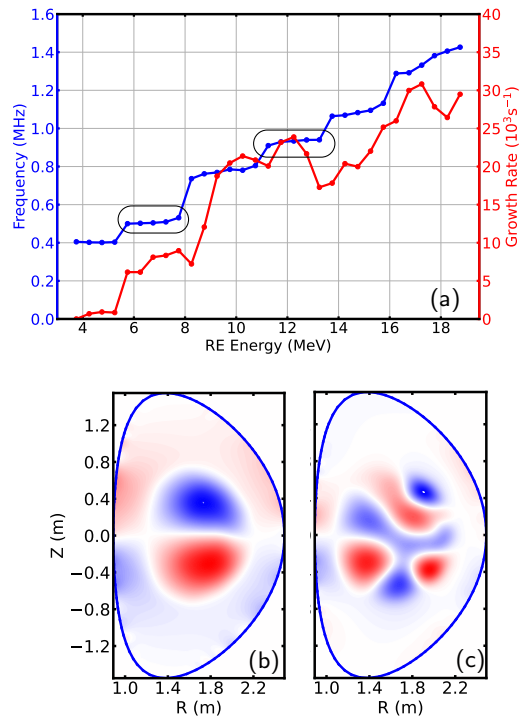 1.6
1.4
1.2
1.0
0.8
0.6
0.4
0.2
0.0
Frequency (MHz)
40
35
30
25
20
15
10
5
0
Growth Rate (10³s⁻¹)
4 6 8 10 12 14 16 18
RE Energy (MeV)
(a)
1.2
0.8
0.4
0.0
−0.4
−0.8
−1.2
Z (m)
(b)
(c)
1.0 1.4 1.8 2.2
R (m)
1.0 1.4 1.8 2.2
R (m)